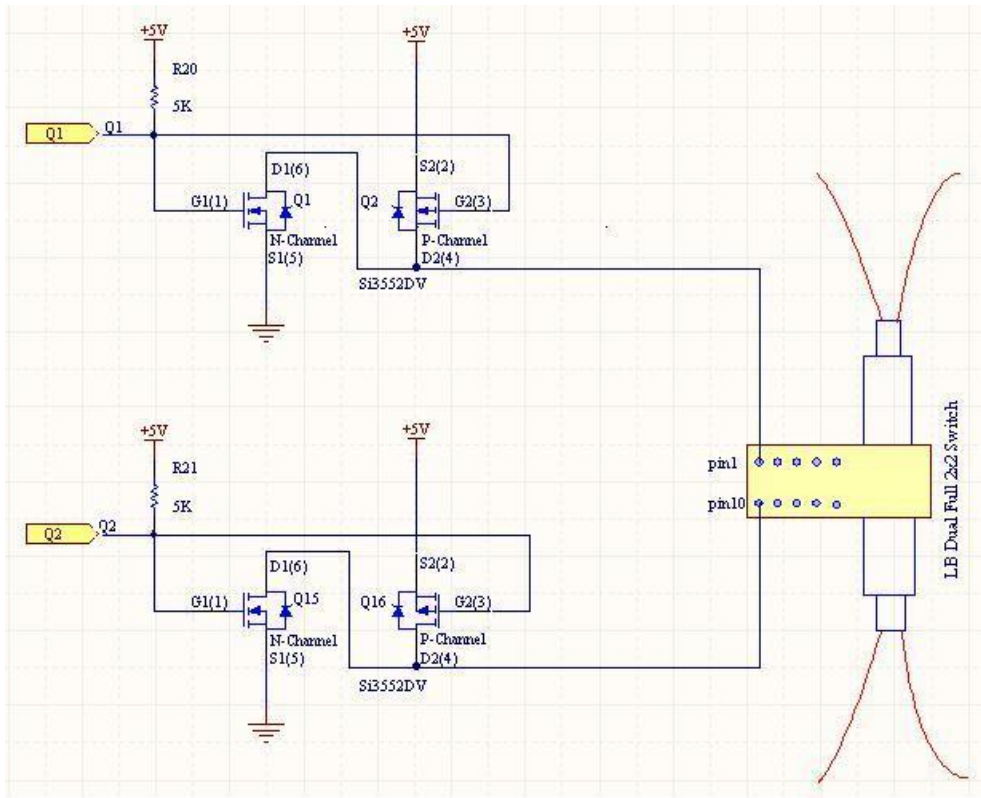 +5V
+5V
R20
5K
Q1
Q1
D1(6)
S2(2)
G1(1)
Q1
Q2
G2(3)
N-Channel
P-Channel
S1(5)
D2(4)
Si3552DV
+5V
+5V
R21
5K
Q2
Q2
D1(6)
S2(2)
G1(1)
Q15
Q16
G2(3)
N-Channel
P-Channel
S1(5)
D2(4)
Si3552DV
pin1
pin10
LB Dual Full 2x2 Switch